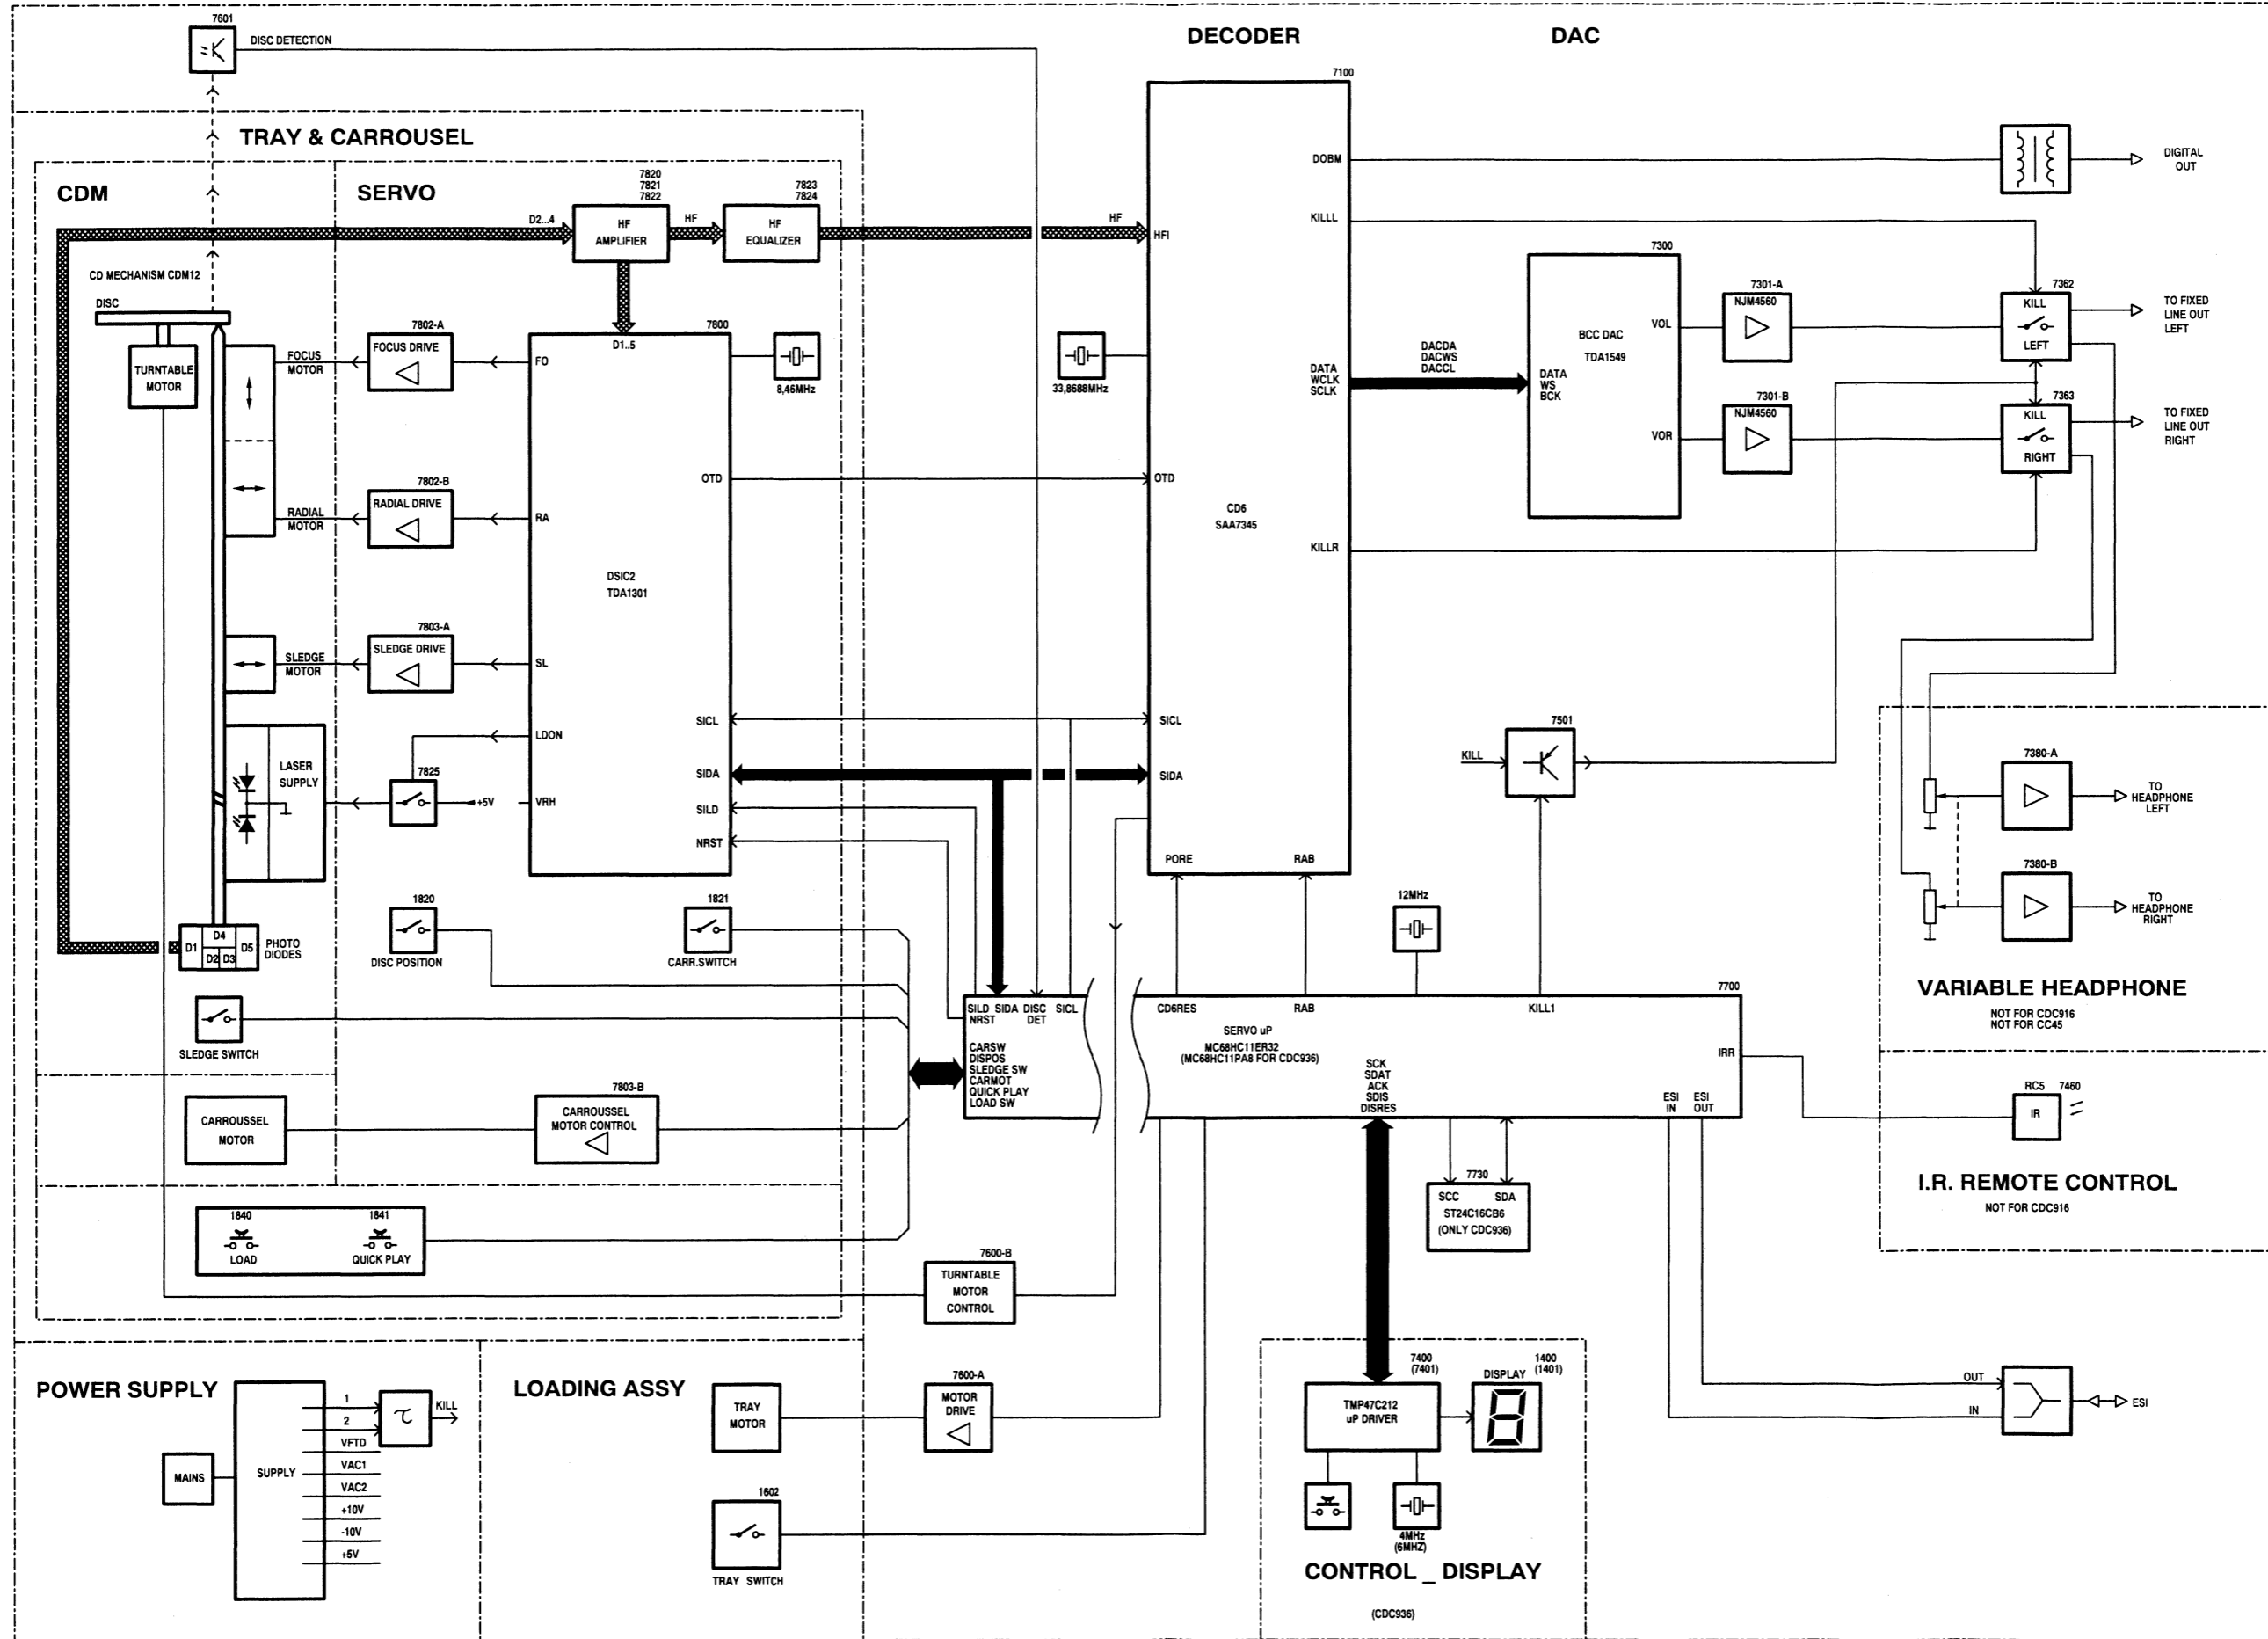 7601
DISC DETECTION
DECODER
DAC
7100
TRAY & CARROUSEL
DOBM
DIGITAL
OUT
CDM
SERVO
7820
7821
7822
7823
7824
D2...4
HF
AMPLIFIER
HF
HF
EQUALIZER
HF
HFI
KILLL
CD MECHANISM CDM12
DISC
TURNTABLE
MOTOR
FOCUS
MOTOR
7802-A
FOCUS DRIVE
FO
7800
D1..5
8,46MHz
33,8688MHz
DATA
WCLK
SCLK
DACDA
DACWS
DACCL
7300
BCC DAC
TDA1549
DATA
WS
BCK
VOL
VOR
7301-A
NJM4560
7301-B
NJM4560
7362
KILL
LEFT
TO FIXED
LINE OUT
LEFT
7363
KILL
RIGHT
TO FIXED
LINE OUT
RIGHT
RADIAL
MOTOR
7802-B
RADIAL DRIVE
RA
OTD
OTD
CD6
SAA7345
KILLR
DSIC2
TDA1301
SLEDGE
MOTOR
7803-A
SLEDGE DRIVE
SL
SICL
SICL
LDON
LASER
SUPPLY
7825
+5V
VRH
SIDA
SIDA
SILD
NRST
PORE
RAB
KILL
7501
7380-A
TO
HEADPHONE
LEFT
7380-B
TO
HEADPHONE
RIGHT
VARIABLE HEADPHONE
NOT FOR CDC916
NOT FOR CC45
D1
D4
D2
D3
D5
PHOTO
DIODES
1820
DISC POSITION
1821
CARR.SWITCH
12MHz
7700
SLEDGE SWITCH
SILD SIDA DISC SICL
NRST DET
CARSW
DISPOS
SLEDGE SW
CARMOT
QUICK PLAY
LOAD SW
CD6RES
RAB
KILL1
SERVO uP
MC68HC11ER32
(MC68HC11PA8 FOR CDC936)
IRR
SCK
SDAT
ACK
SDIS
DISRES
ESI
IN
ESI
OUT
RC5
7460
IR
I.R. REMOTE CONTROL
NOT FOR CDC916
CARROUSSEL
MOTOR
7803-B
CARROUSSEL
MOTOR CONTROL
7730
SCC
SDA
ST24C16CB6
(ONLY CDC936)
1840
LOAD
1841
QUICK PLAY
7600-B
TURNTABLE
MOTOR
CONTROL
POWER SUPPLY
MAINS
SUPPLY
1
2
VFTD
VAC1
VAC2
+10V
-10V
+5V
τ
KILL
LOADING ASSY
TRAY
MOTOR
7600-A
MOTOR
DRIVE
1602
TRAY SWITCH
7400
(7401)
TMP47C212
uP DRIVER
DISPLAY
1400
(1401)
4MHz
(6MHZ)
CONTROL _ DISPLAY
(CDC936)
OUT
IN
ESI